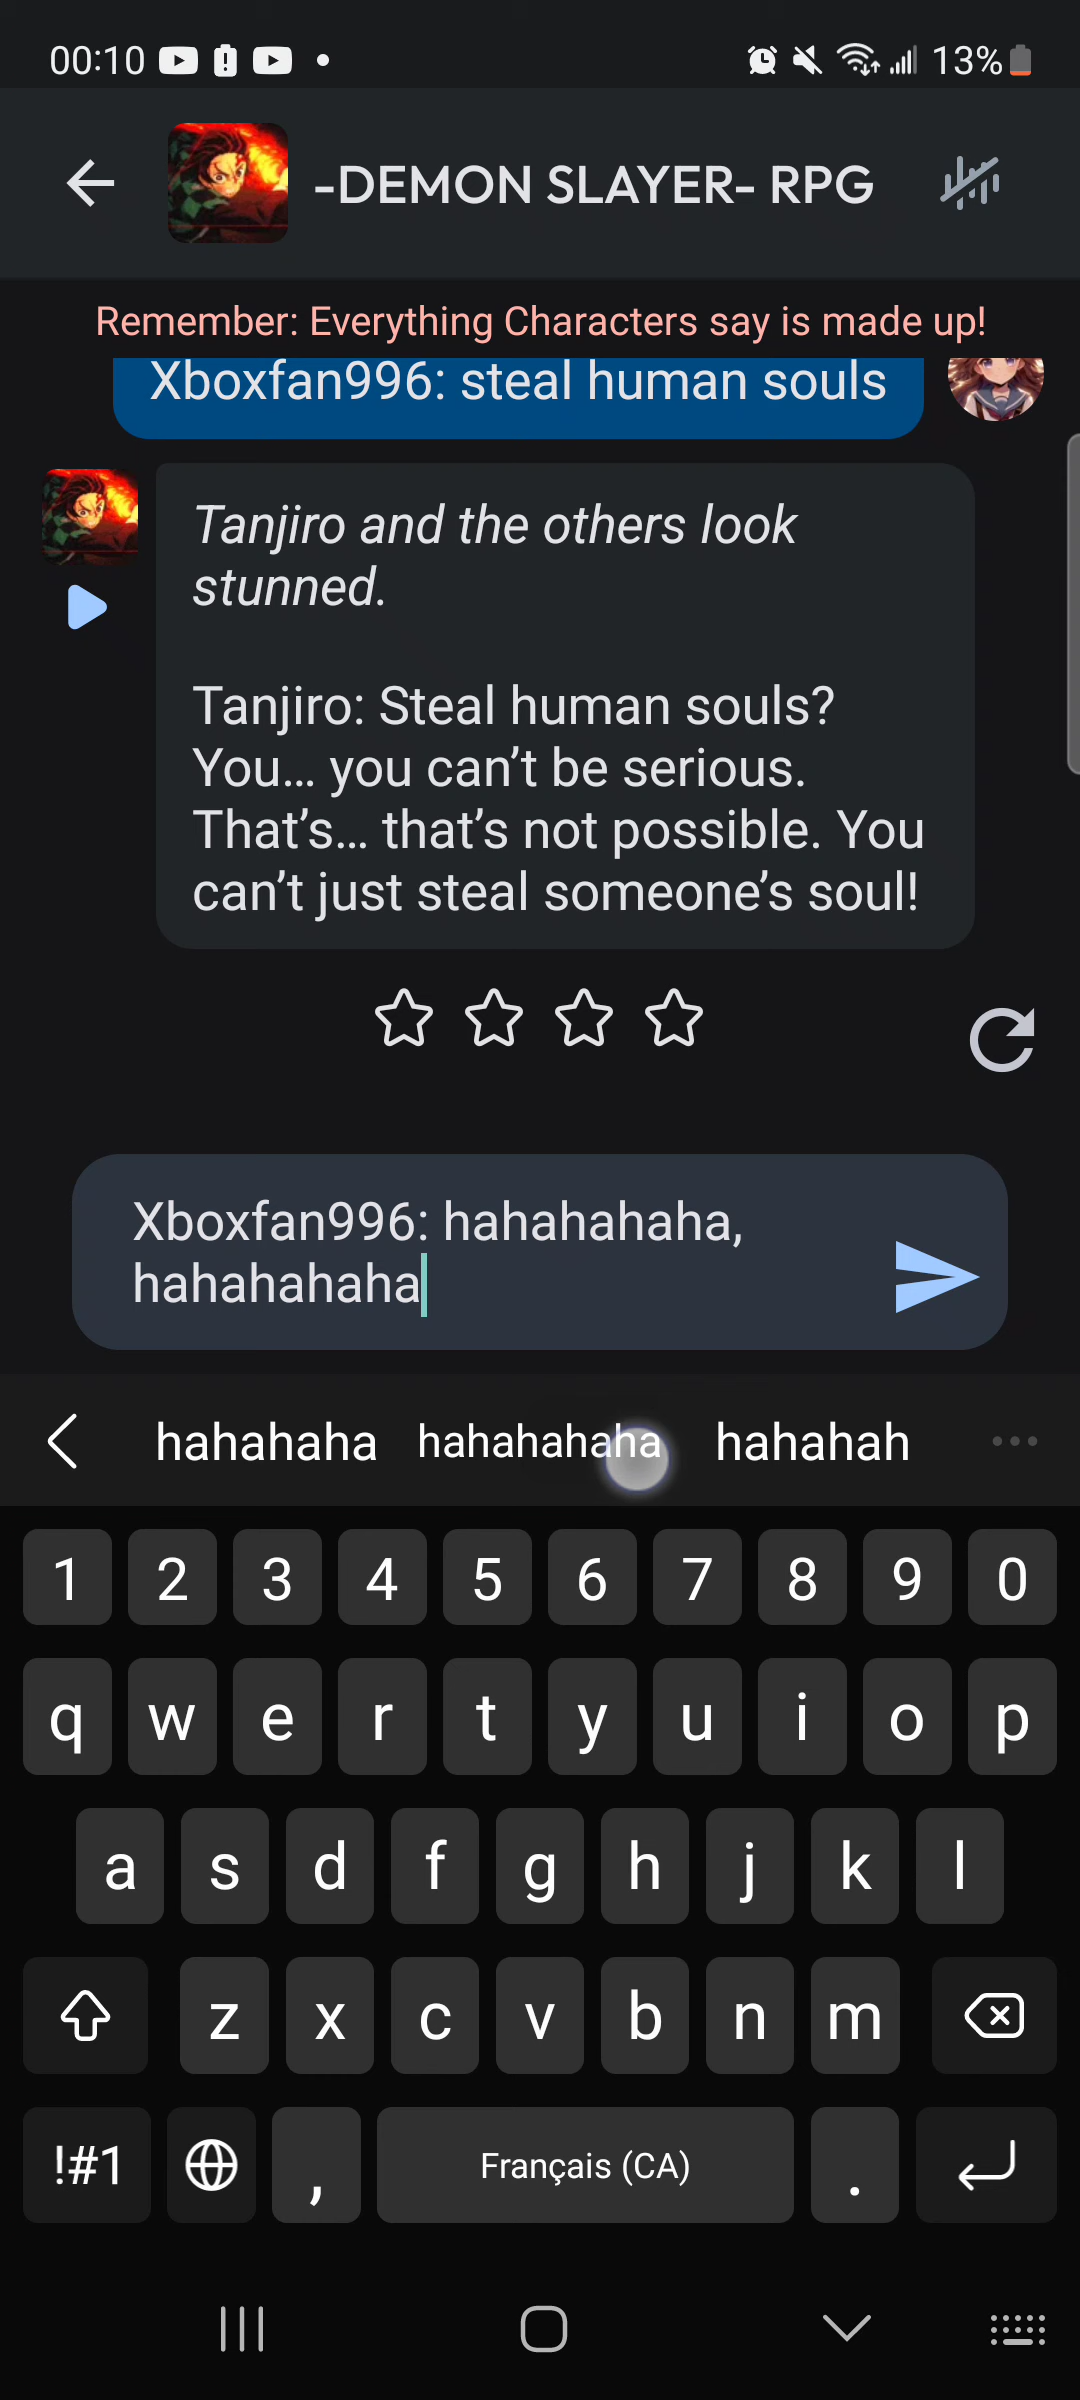 00:10
13%
-DEMON SLAYER- RPG
Remember: Everything Characters say is made up!
Xboxfan996: steal human souls
Tanjiro and the others look
stunned.
Tanjiro: Steal human souls?
You… you can’t be serious.
That’s… that’s not possible. You
can’t just steal someone’s soul!
Xboxfan996: hahahahaha,
hahahahaha
hahahaha hahahahaha hahahah
1 2 3 4 5 6 7 8 9 0
q w e r t y u i o p
a s d f g h j k l
z x c v b n m
!#1 , Français (CA) .